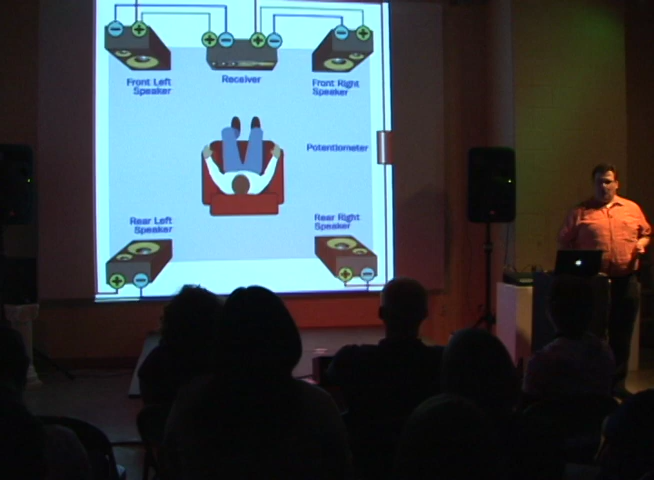 Front Left
Speaker
Receiver
Front Right
Speaker
Potentiometer
Rear Left
Speaker
Rear Right
Speaker